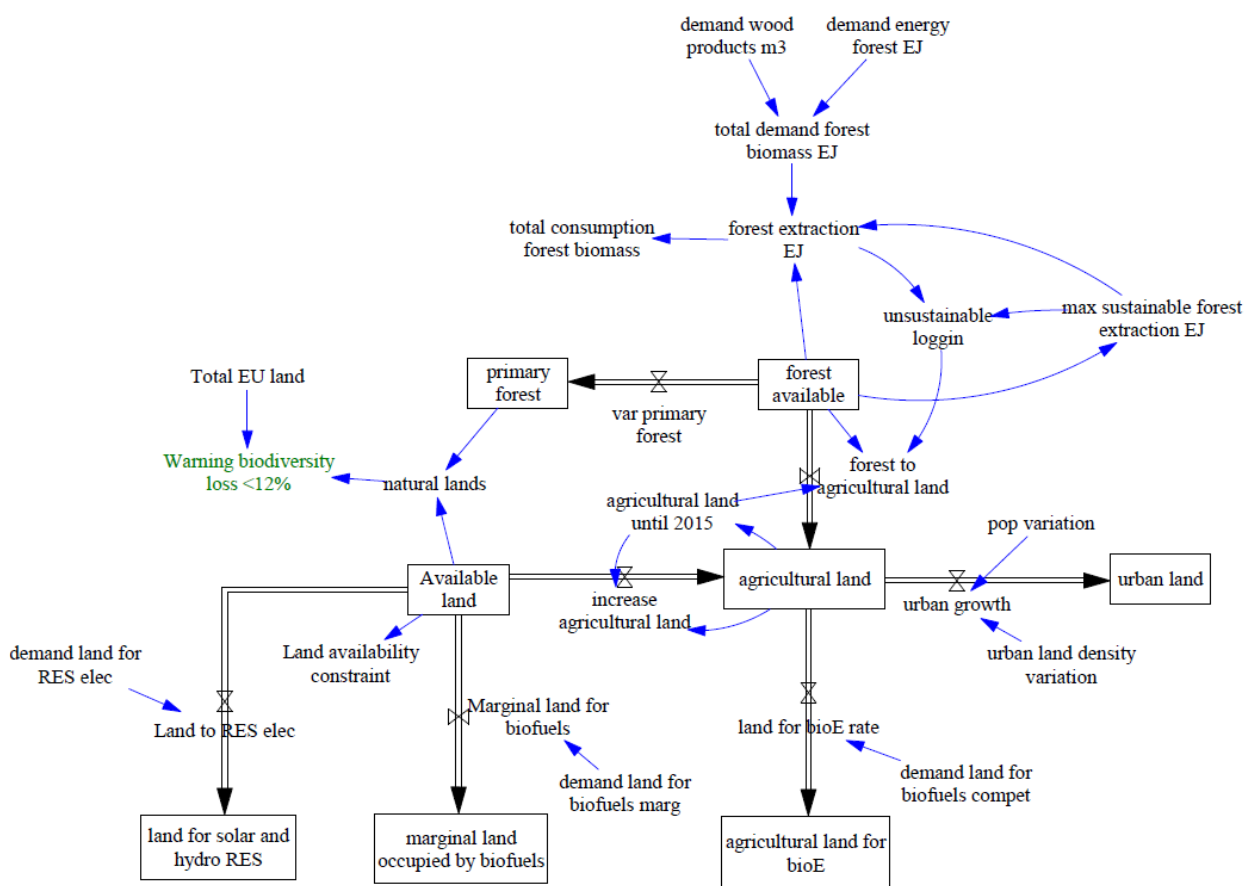 demand wood
products m3
demand energy
forest EJ
total demand forest
biomass EJ
total consumption
forest biomass
forest extraction
EJ
unsustainable
loggin
max sustainable forest
extraction EJ
Total EU land
primary
forest
forest
available
var primary
forest
Warning biodiversity
loss <12%
natural lands
forest to
agricultural land
agricultural land
until 2015
pop variation
Available
land
agricultural land
urban land
increase
agricultural land
urban growth
Land availability
constraint
urban land density
variation
demand land for
RES elec
Land to RES elec
Marginal land for
biofuels
land for bioE rate
demand land for
biofuels marg
demand land for
biofuels compet
land for solar and
hydro RES
marginal land
occupied by biofuels
agricultural land for
bioE